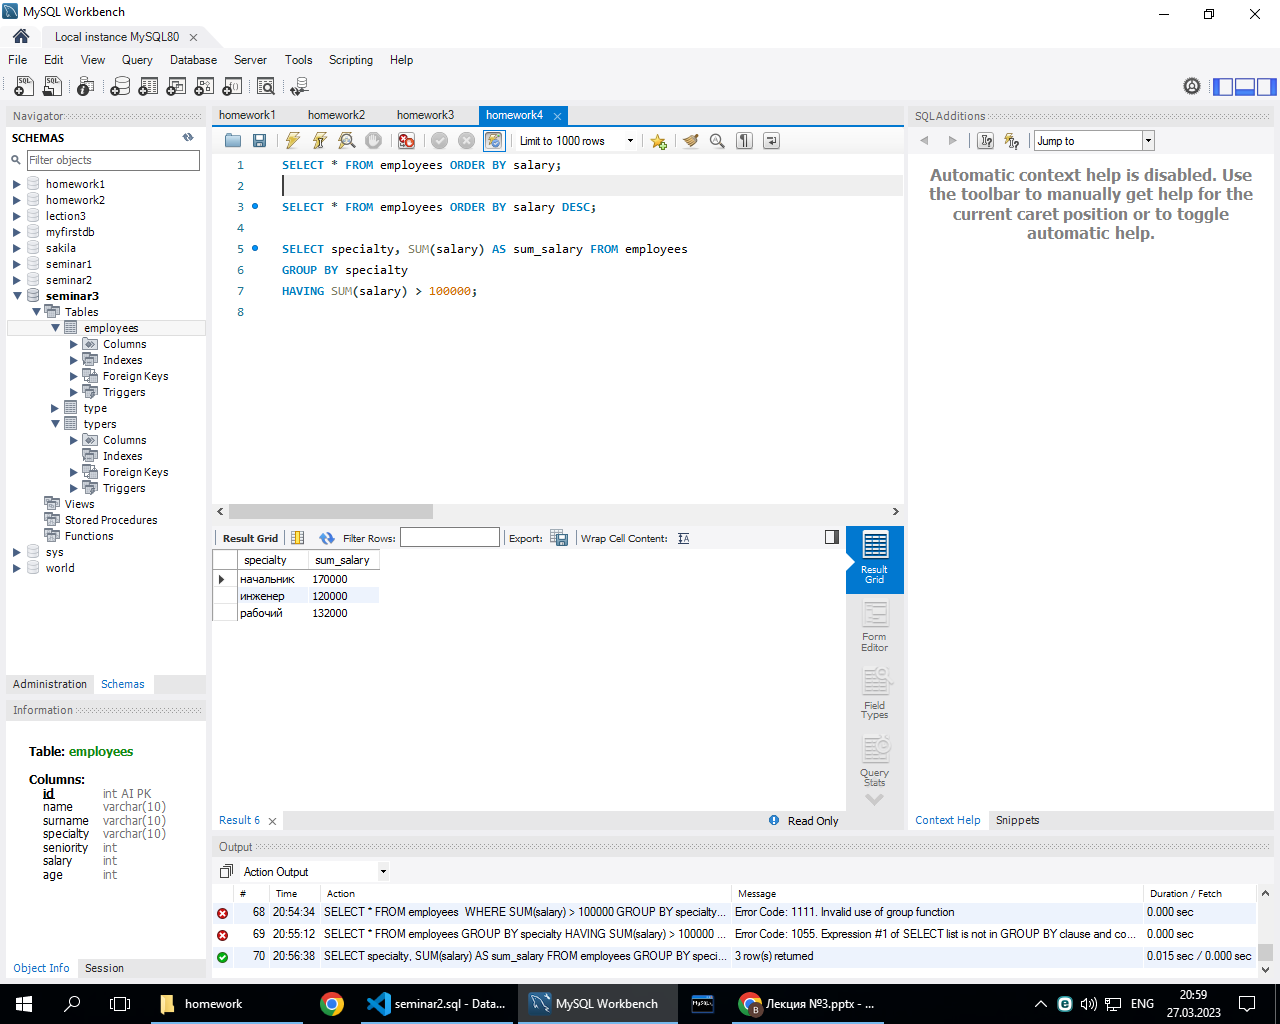 MySQL Workbench
Local instance MySQL80
File Edit View Query Database Server Tools Scripting Help
Navigator
SCHEMAS
Filter objects
homework1
homework2
lection3
myfirstdb
sakila
seminar1
seminar2
seminar3
Tables
employees
Columns
Indexes
Foreign Keys
Triggers
type
typers
Columns
Indexes
Foreign Keys
Triggers
Views
Stored Procedures
Functions
sys
world
Administration Schemas
Information
Table: employees
Columns:
id int AI PK
name varchar(10)
surname varchar(10)
specialty varchar(10)
seniority int
salary int
age int
Object Info Session
homework1 homework2 homework3 homework4
Limit to 1000 rows
1 SELECT * FROM employees ORDER BY salary;
2
3 SELECT * FROM employees ORDER BY salary DESC;
4
5 SELECT specialty, SUM(salary) AS sum_salary FROM employees
6 GROUP BY specialty
7 HAVING SUM(salary) > 100000;
8
Result Grid Filter Rows: Export: Wrap Cell Content:
specialty sum_salary
начальник 170000
инженер 120000
рабочий 132000
Result Grid
Form Editor
Field Types
Query Stats
Result 6 Read Only
SQLAdditions
Jump to
Automatic context help is disabled. Use
the toolbar to manually get help for the
current caret position or to toggle
automatic help.
Context Help Snippets
Output
Action Output
# Time Action Message Duration / Fetch
68 20:54:34 SELECT * FROM employees WHERE SUM(salary) > 100000 GROUP BY specialty... Error Code: 1111. Invalid use of group function 0.000 sec
69 20:55:12 SELECT * FROM employees GROUP BY specialty HAVING SUM(salary) > 100000 ... Error Code: 1055. Expression #1 of SELECT list is not in GROUP BY clause and co... 0.000 sec
70 20:56:38 SELECT specialty, SUM(salary) AS sum_salary FROM employees GROUP BY speci... 3 row(s) returned 0.015 sec / 0.000 sec
homework
seminar2.sql - Data...
MySQL Workbench
Лекция №3.pptx - ...
ENG
20:59
27.03.2023